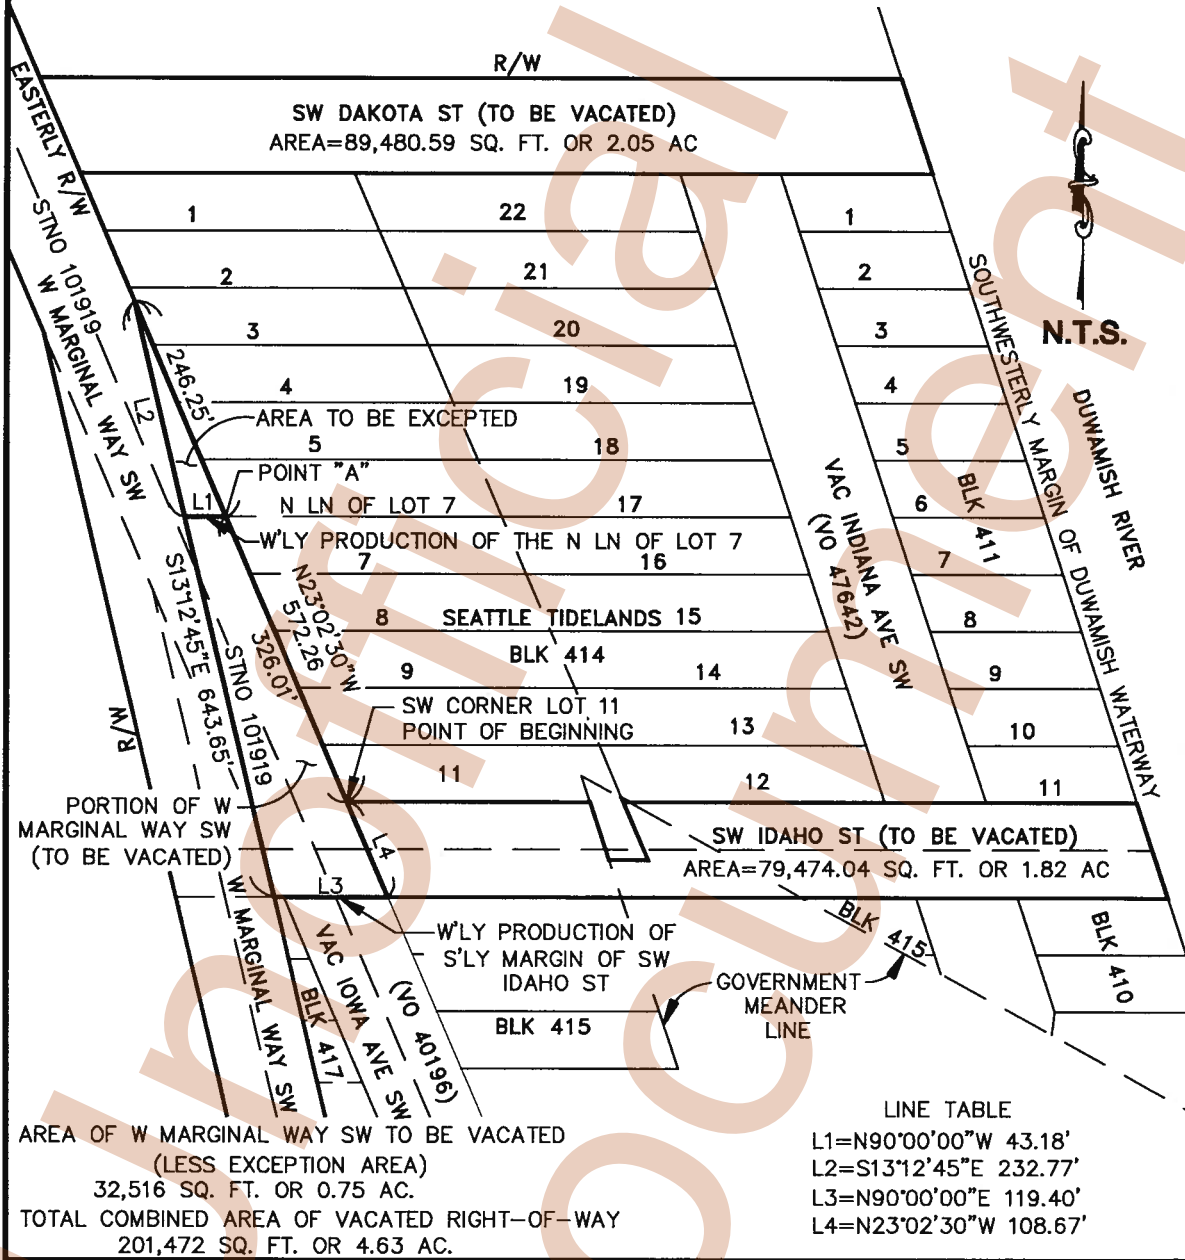 R/W
SW DAKOTA ST (TO BE VACATED)
AREA=89,480.59 SQ. FT. OR 2.05 AC
EASTERLY R/W
STNO 101919
W MARGINAL WAY SW
1
22
1
2
21
2
3
20
3
4
19
4
5
18
5
17
6
7
16
7
8
SEATTLE TIDELANDS
15
8
BLK 414
9
14
9
13
10
11
12
11
N.T.S.
SOUTHWESTERLY MARGIN OF DUWAMISH WATERWAY
DUWAMISH RIVER
246.25'
L2
AREA TO BE EXCEPTED
POINT "A"
L1
N LN OF LOT 7
W'LY PRODUCTION OF THE N LN OF LOT 7
VAC INDIANA AVE SW
(VO 47642)
BLK 411
S13°12'45"E 643.65'
STNO 101919
N23°02'30"W
572.26
326.01'
R/W
SW CORNER LOT 11
POINT OF BEGINNING
PORTION OF W
MARGINAL WAY SW
(TO BE VACATED)
L4
L3
SW IDAHO ST (TO BE VACATED)
AREA=79,474.04 SQ. FT. OR 1.82 AC
W MARGINAL WAY SW
BLK 417
VAC IOWA AVE SW
(VO 40196)
W'LY PRODUCTION OF
S'LY MARGIN OF SW
IDAHO ST
BLK 415
BLK 415
GOVERNMENT
MEANDER
LINE
BLK 410
AREA OF W MARGINAL WAY SW TO BE VACATED
(LESS EXCEPTION AREA)
32,516 SQ. FT. OR 0.75 AC.
TOTAL COMBINED AREA OF VACATED RIGHT-OF-WAY
201,472 SQ. FT. OR 4.63 AC.
LINE TABLE
L1=N90°00'00"W 43.18'
L2=S13°12'45"E 232.77'
L3=N90°00'00"E 119.40'
L4=N23°02'30"W 108.67'
Unofficial
Document